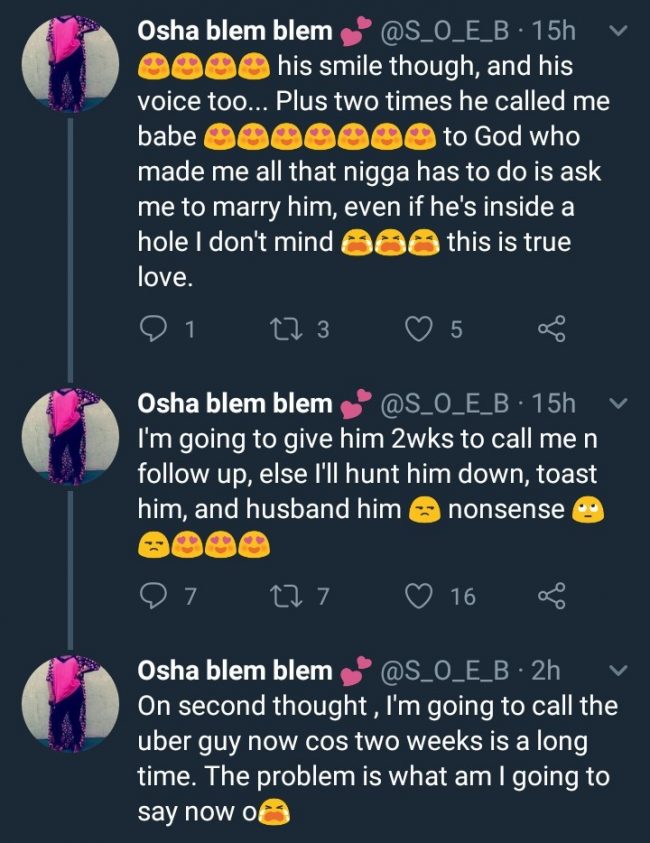 Osha blem blem 💕 @S_O_E_B · 15h
😍😍😍😍 his smile though, and his
voice too... Plus two times he called me
babe 😍😍😍😍😍😍😍 to God who
made me all that nigga has to do is ask
me to marry him, even if he's inside a
hole I don't mind 😭😭😭 this is true
love.
1 3 5
Osha blem blem 💕 @S_O_E_B · 15h
I'm going to give him 2wks to call me n
follow up, else I'll hunt him down, toast
him, and husband him 😒 nonsense 🙄
😒😍😍😍
7 7 16
Osha blem blem 💕 @S_O_E_B · 2h
On second thought , I'm going to call the
uber guy now cos two weeks is a long
time. The problem is what am I going to
say now o😭